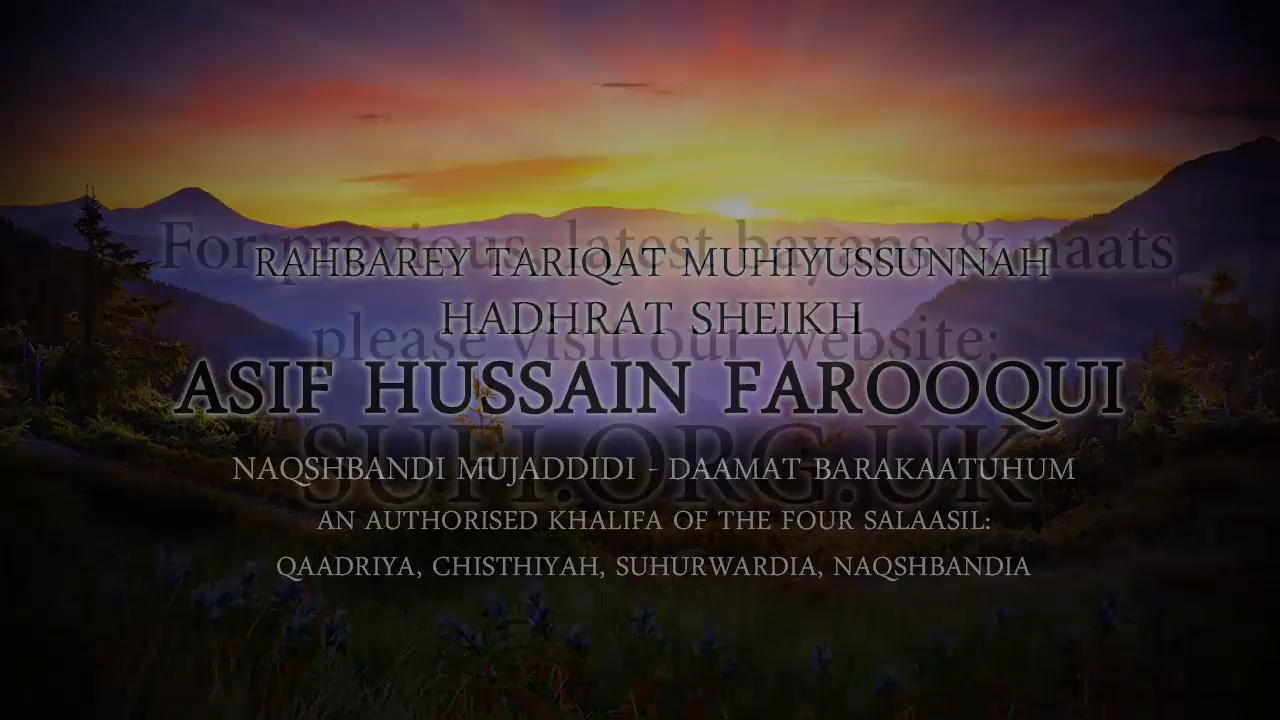 For previous, latest bayans & naats
RAHBAREY TARIQAT MUHIYUSSUNNAH
HADHRAT SHEIKH
please visit our website:
ASIF HUSSAIN FAROOQUI
SUFI.ORG.UK
NAQSHBANDI MUJADDIDI - DAAMAT BARAKAATUHUM
AN AUTHORISED KHALIFA OF THE FOUR SALAASIL:
QAADRIYA, CHISTHIYAH, SUHURWARDIA, NAQSHBANDIA